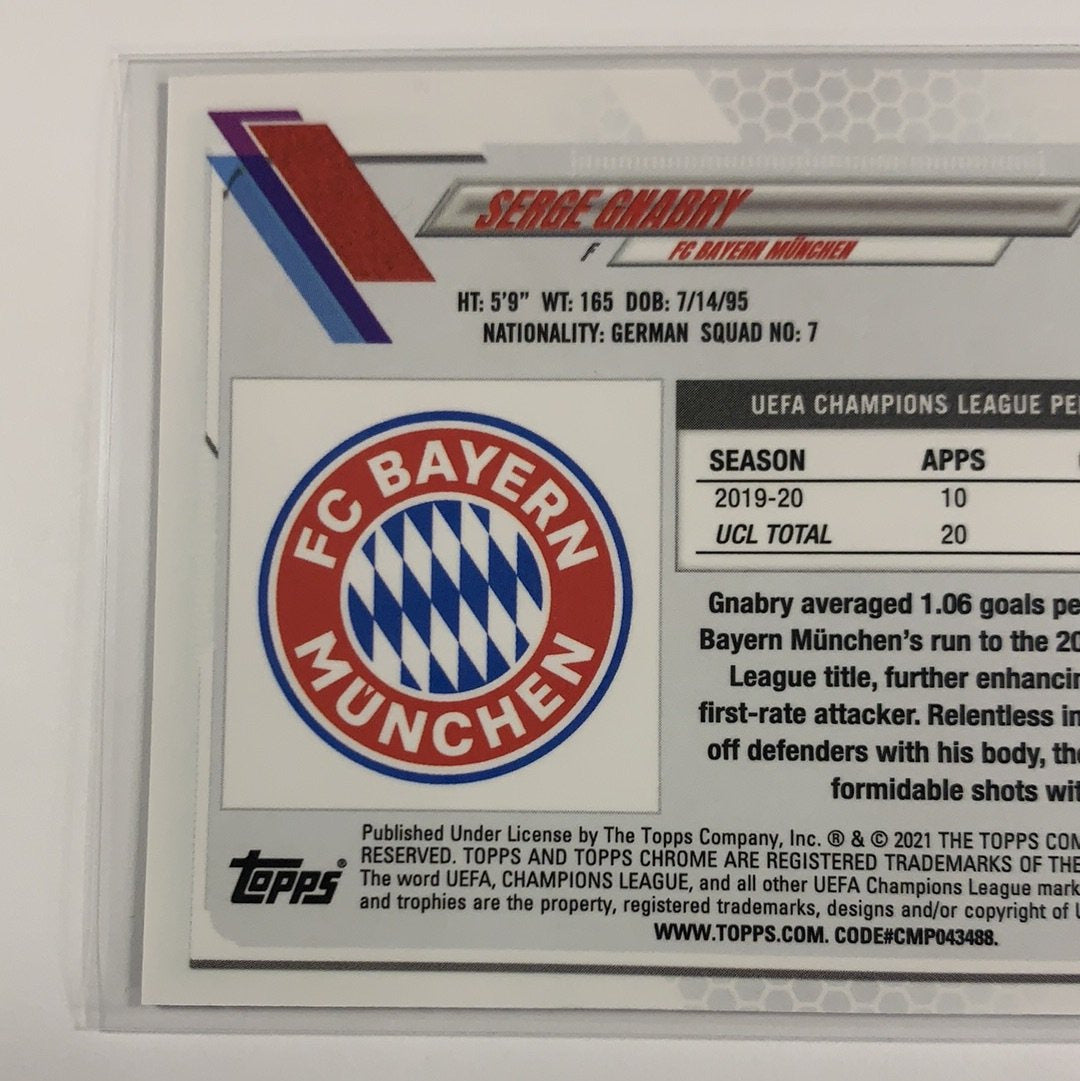 SERGE GNABRY
F FC BAYERN MÜNCHEN
HT: 5'9" WT: 165 DOB: 7/14/95
NATIONALITY: GERMAN SQUAD NO: 7
FC BAYERN
MÜNCHEN
UEFA CHAMPIONS LEAGUE
SEASON APPS
2019-20 10
UCL TOTAL 20
Gnabry averaged 1.06 goals
Bayern München's run to the
League title, further
first-rate attacker. Relentless
off defenders with his body,
formidable shots
Published Under License by The Topps Company, Inc. ® & © 2021 THE TOPPS
RESERVED. TOPPS AND TOPPS CHROME ARE REGISTERED TRADEMARKS OF THE
The word UEFA, CHAMPIONS LEAGUE, and all other UEFA Champions League
and trophies are the property, registered trademarks, designs and/or copyright of
WWW.TOPPS.COM. CODE#CMP043488.
Topps®